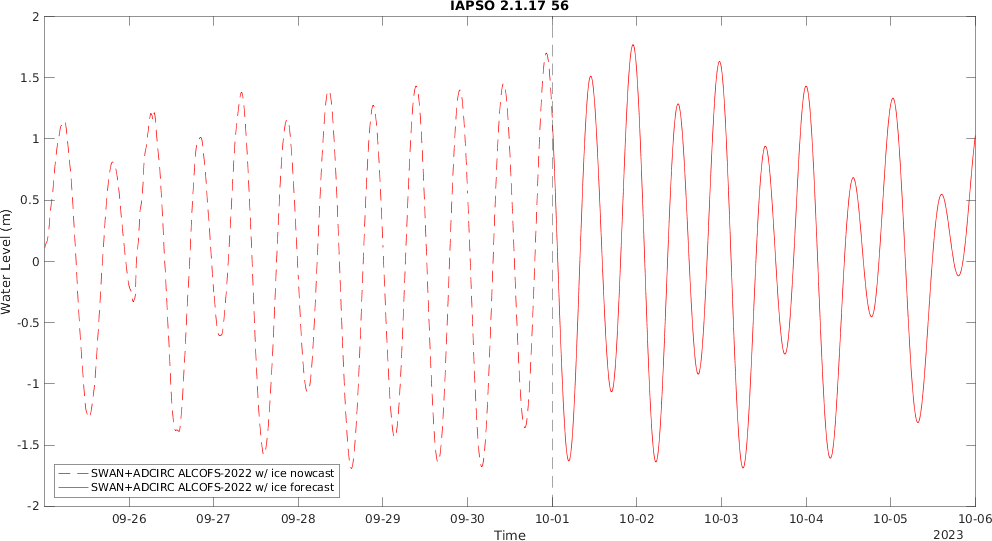 IAPSO 2.1.17 56
2
1.5
1
0.5
0
-0.5
-1
-1.5
-2
Water Level (m)
SWAN+ADCIRC ALCOFS-2022 w/ ice nowcast
SWAN+ADCIRC ALCOFS-2022 w/ ice forecast
09-26 09-27 09-28 09-29 09-30 10-01 10-02 10-03 10-04 10-05 10-06
Time
2023